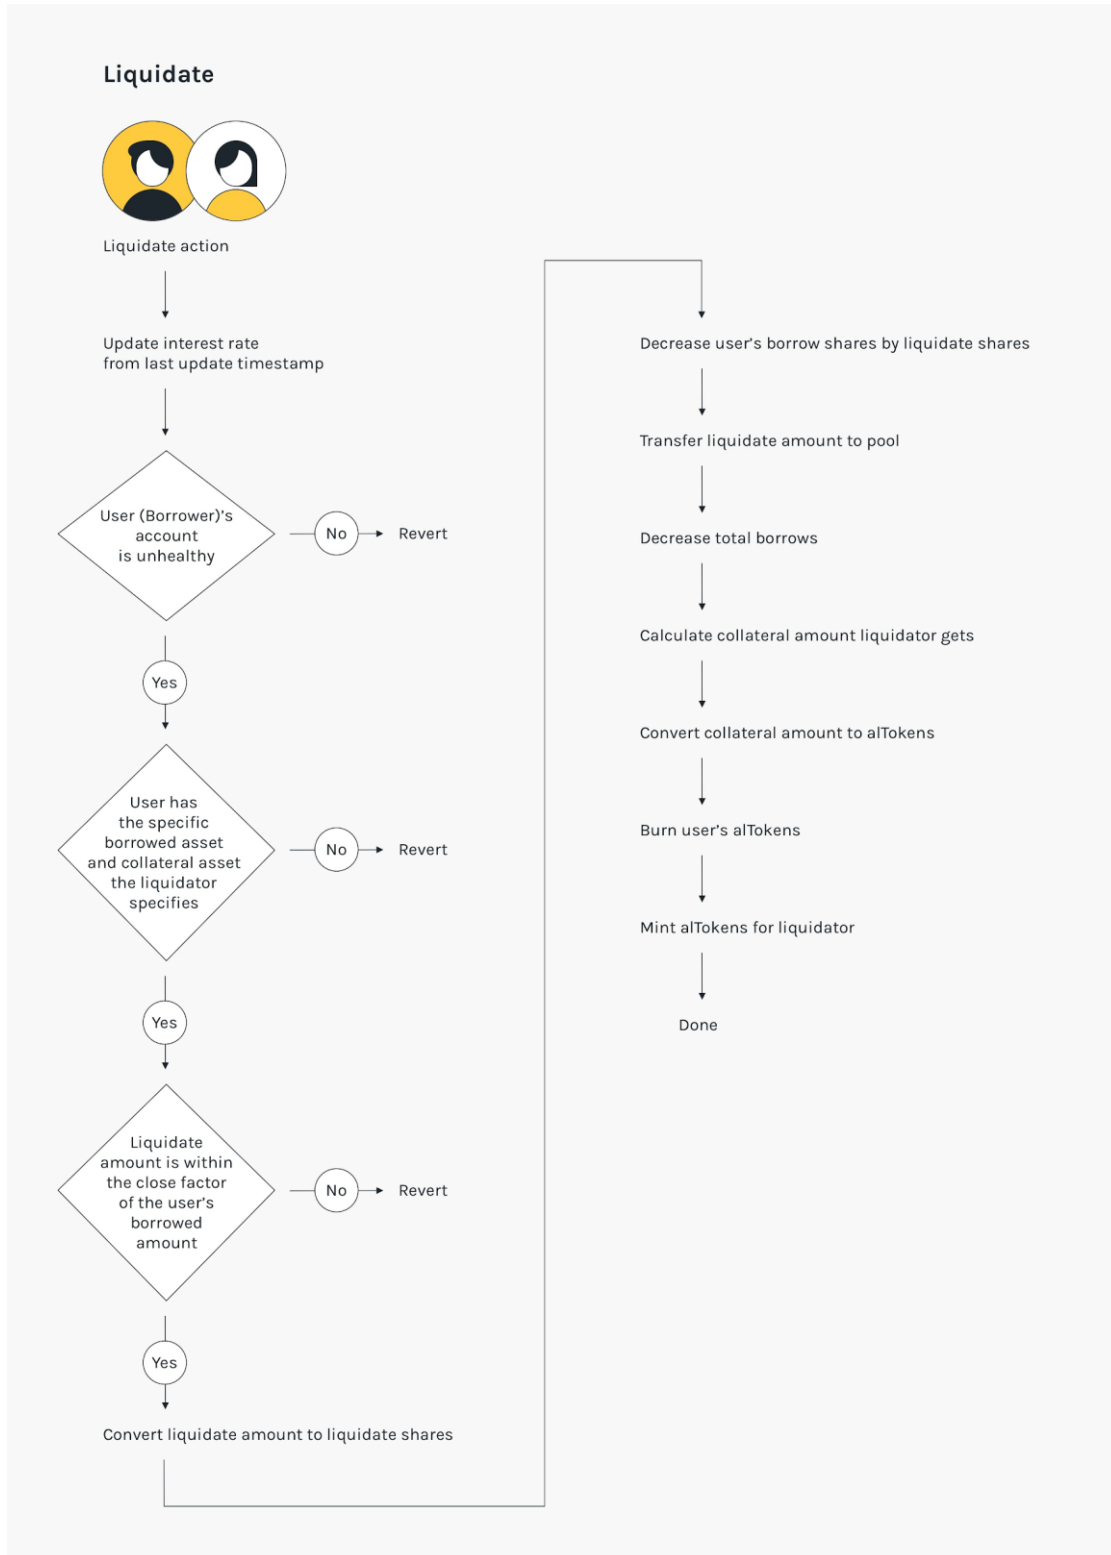 Liquidate
Liquidate action
Update interest rate
from last update timestamp
User (Borrower)'s
account
is unhealthy
No
Revert
Yes
User has
the specific
borrowed asset
and collateral asset
the liquidator
specifies
No
Revert
Yes
Liquidate
amount is within
the close factor
of the user's
borrowed
amount
No
Revert
Yes
Convert liquidate amount to liquidate shares
Decrease user's borrow shares by liquidate shares
Transfer liquidate amount to pool
Decrease total borrows
Calculate collateral amount liquidator gets
Convert collateral amount to alTokens
Burn user's alTokens
Mint alTokens for liquidator
Done